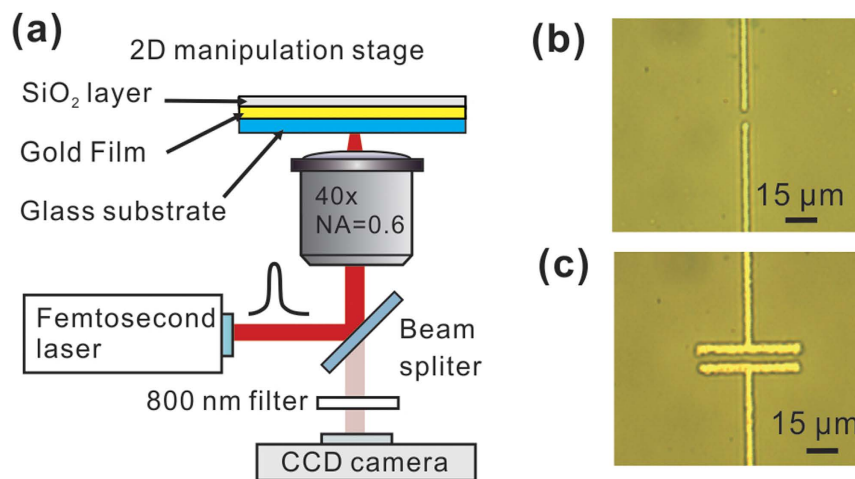 (a)
2D manipulation stage
SiO₂ layer
Gold Film
Glass substrate
40x
NA=0.6
Femtosecond
laser
Beam
spliter
800 nm filter
CCD camera
(b)
15 µm
(c)
15 µm